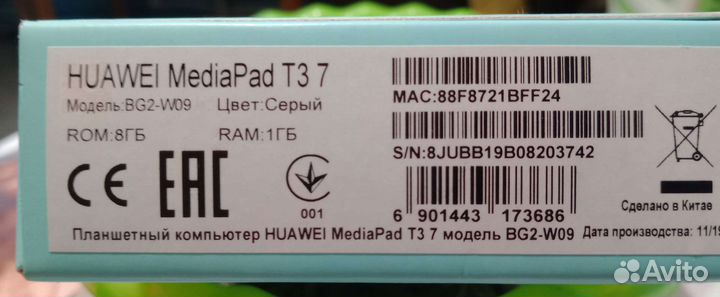 HUAWEI MediaPad T3 7
Модель:BG2-W09 Цвет:Серый
ROM:8ГБ RAM:1ГБ
CE EAC
001
MAC:88F8721BFF24
S/N:8JUBB19B08203742
6 901443 173686
Сделано в Китае
Планшетный компьютер HUAWEI MediaPad T3 7 модель BG2-W09 Дата производства: 11/19
Avito